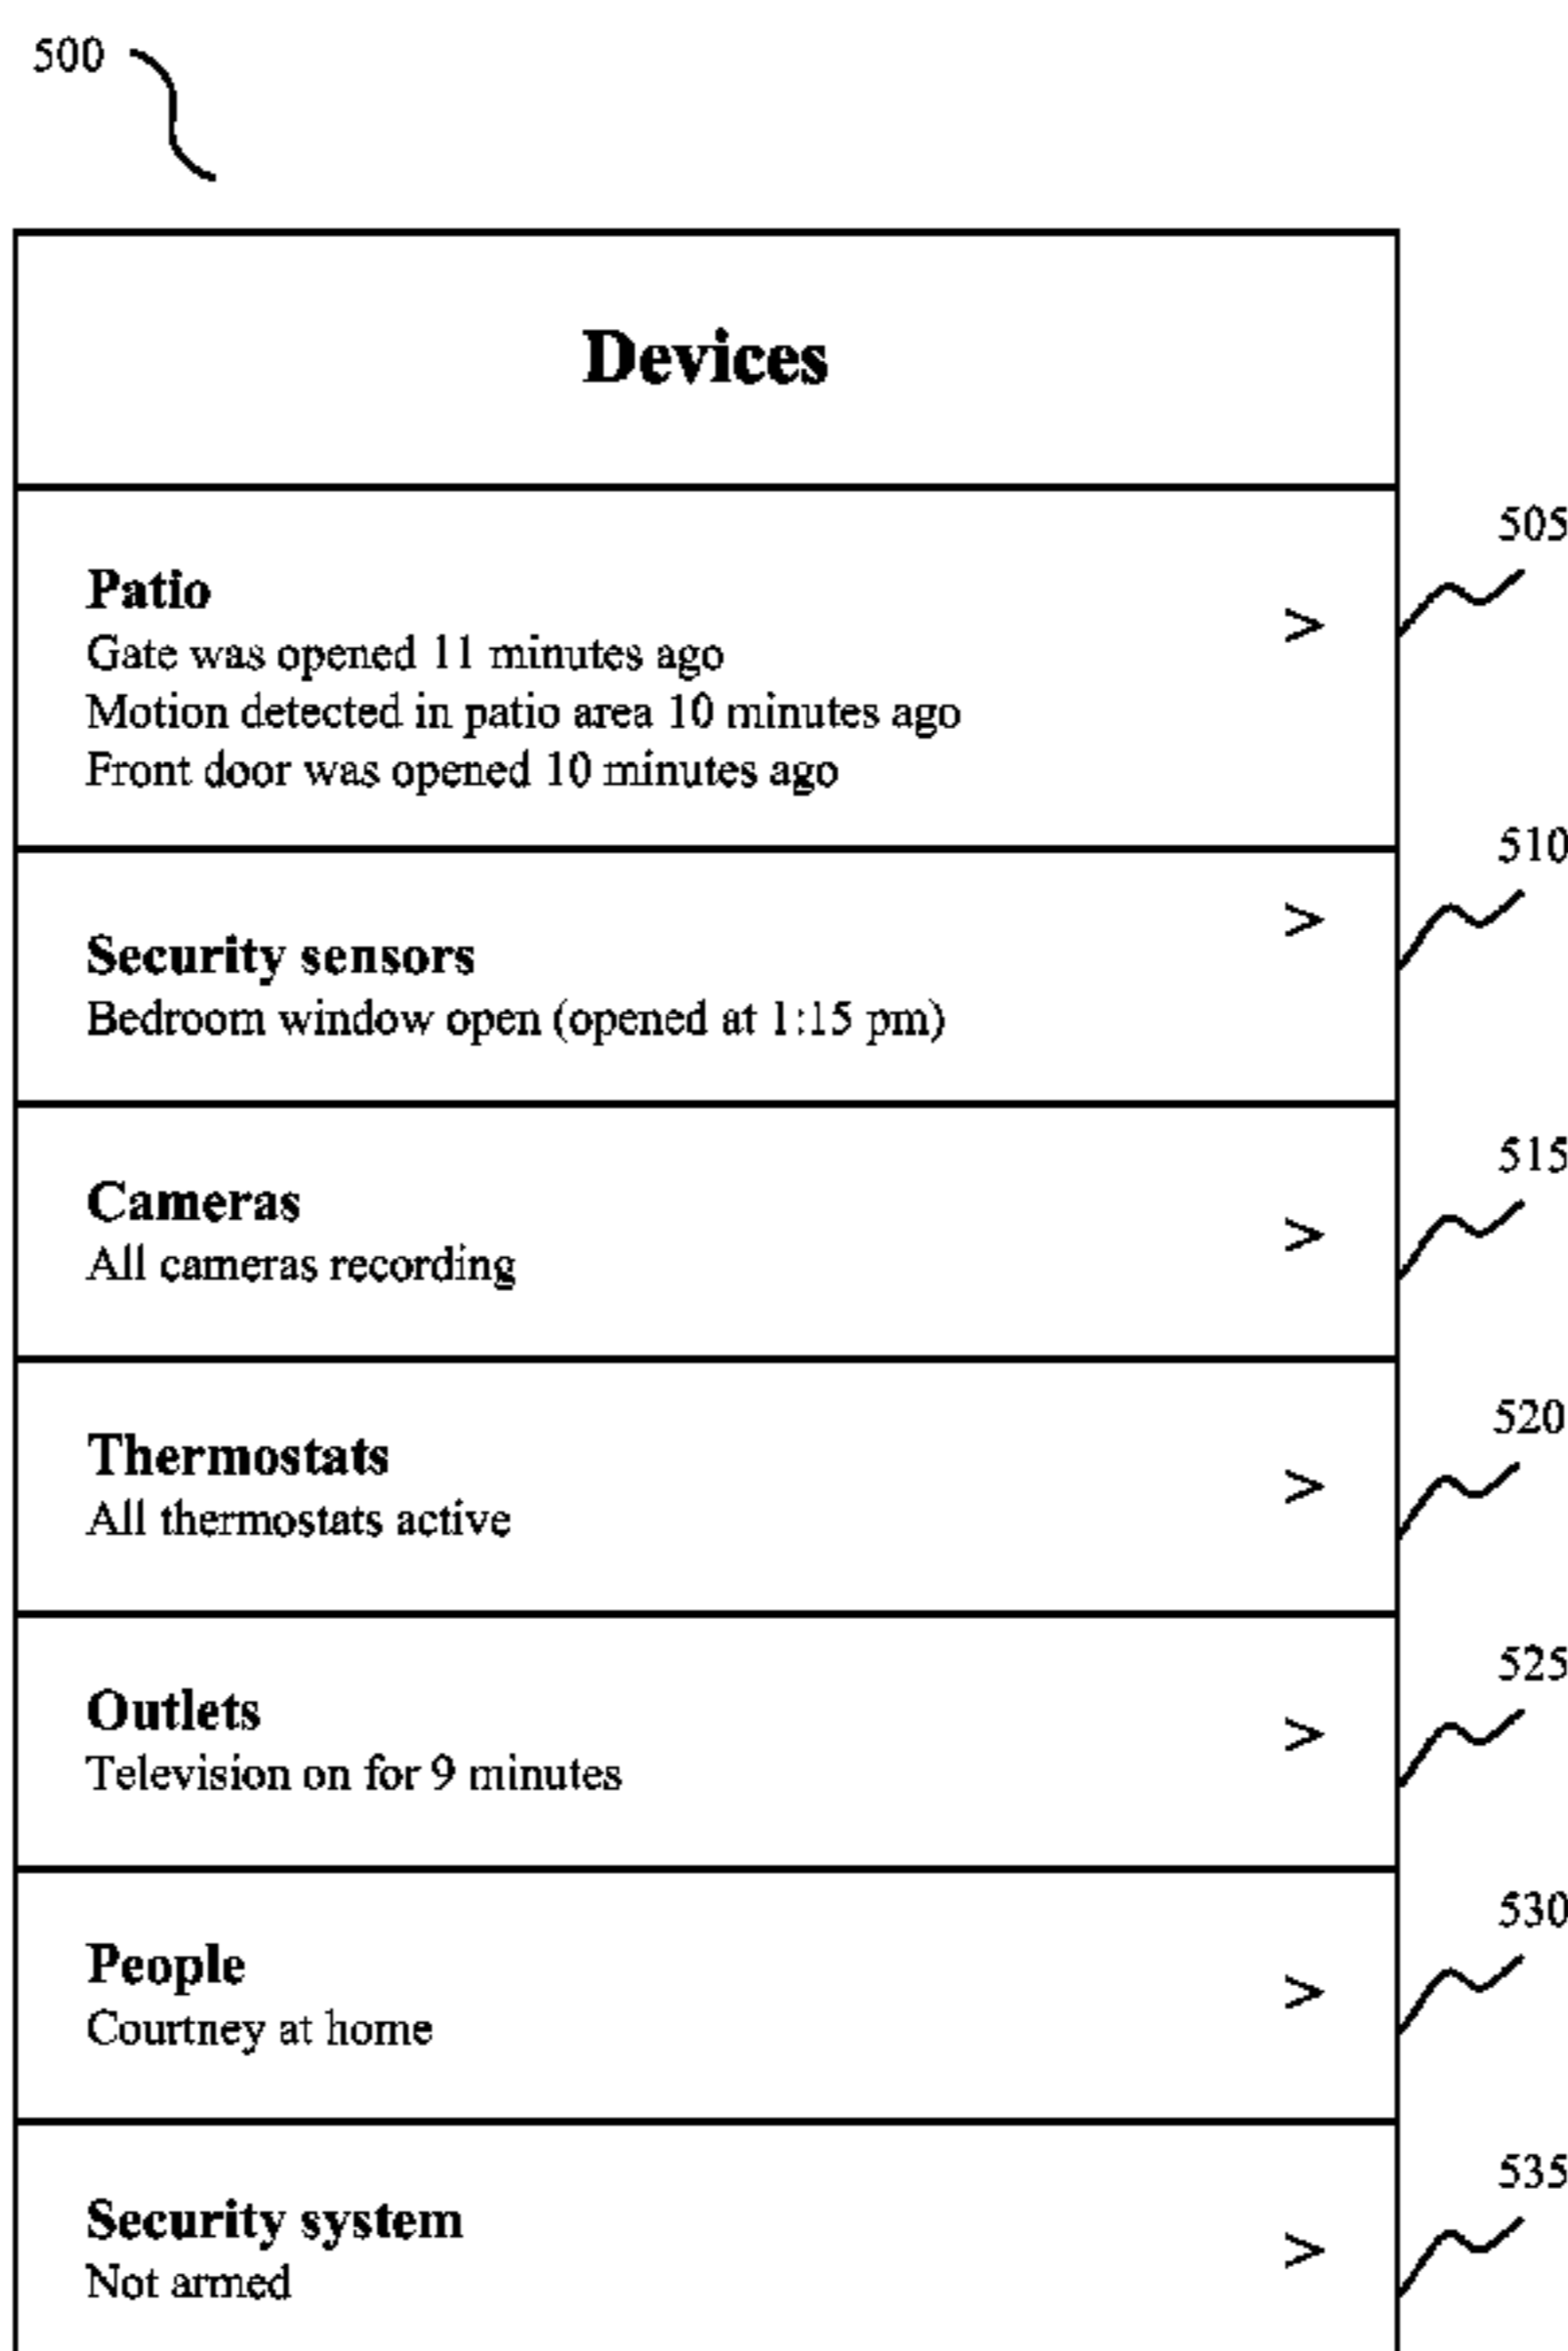 500
Devices
505
Patio
>
Gate was opened 11 minutes ago
Motion detected in patio area 10 minutes ago
Front door was opened 10 minutes ago
510
>
Security sensors
Bedroom window open (opened at 1:15 pm)
515
Cameras
>
All cameras recording
520
Thermostats
>
All thermostats active
525
Outlets
>
Television on for 9 minutes
530
People
>
Courtney at home
535
Security system
>
Not armed